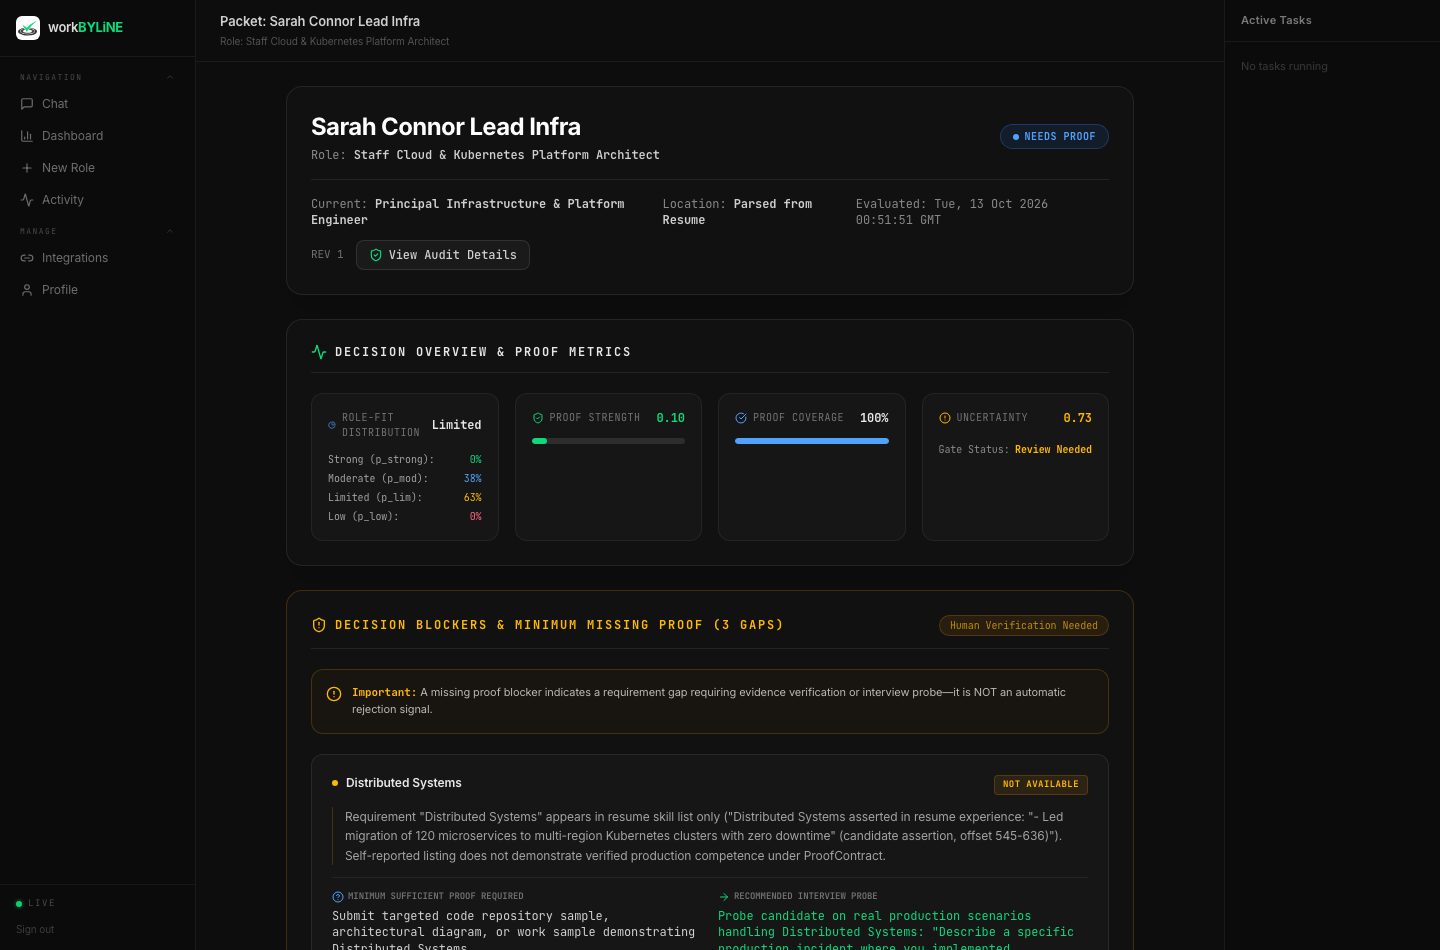 workBYLiNE
NAVIGATION
Chat
Dashboard
New Role
Activity
MANAGE
Integrations
Profile
LIVE
Sign out
Packet: Sarah Connor Lead Infra
Role: Staff Cloud & Kubernetes Platform Architect
Sarah Connor Lead Infra
Role: Staff Cloud & Kubernetes Platform Architect
NEEDS PROOF
Current: Principal Infrastructure & Platform
Engineer
Location: Parsed from
Resume
Evaluated: Tue, 13 Oct 2026
00:51:51 GMT
REV 1
View Audit Details
DECISION OVERVIEW & PROOF METRICS
ROLE-FIT
DISTRIBUTION
Limited
Strong (p_strong): 0%
Moderate (p_mod): 38%
Limited (p_lim): 63%
Low (p_low): 0%
PROOF STRENGTH 0.10
PROOF COVERAGE 100%
UNCERTAINTY 0.73
Gate Status: Review Needed
DECISION BLOCKERS & MINIMUM MISSING PROOF (3 GAPS)
Human Verification Needed
Important: A missing proof blocker indicates a requirement gap requiring evidence verification or interview probe—it is NOT an automatic
rejection signal.
Distributed Systems
NOT AVAILABLE
Requirement "Distributed Systems" appears in resume skill list only ("Distributed Systems asserted in resume experience: "- Led
migration of 120 microservices to multi-region Kubernetes clusters with zero downtime" (candidate assertion, offset 545-636)").
Self-reported listing does not demonstrate verified production competence under ProofContract.
MINIMUM SUFFICIENT PROOF REQUIRED
Submit targeted code repository sample,
architectural diagram, or work sample demonstrating
Distributed Systems
RECOMMENDED INTERVIEW PROBE
Probe candidate on real production scenarios
handling Distributed Systems: "Describe a specific
production incident where you implemented
Active Tasks
No tasks running